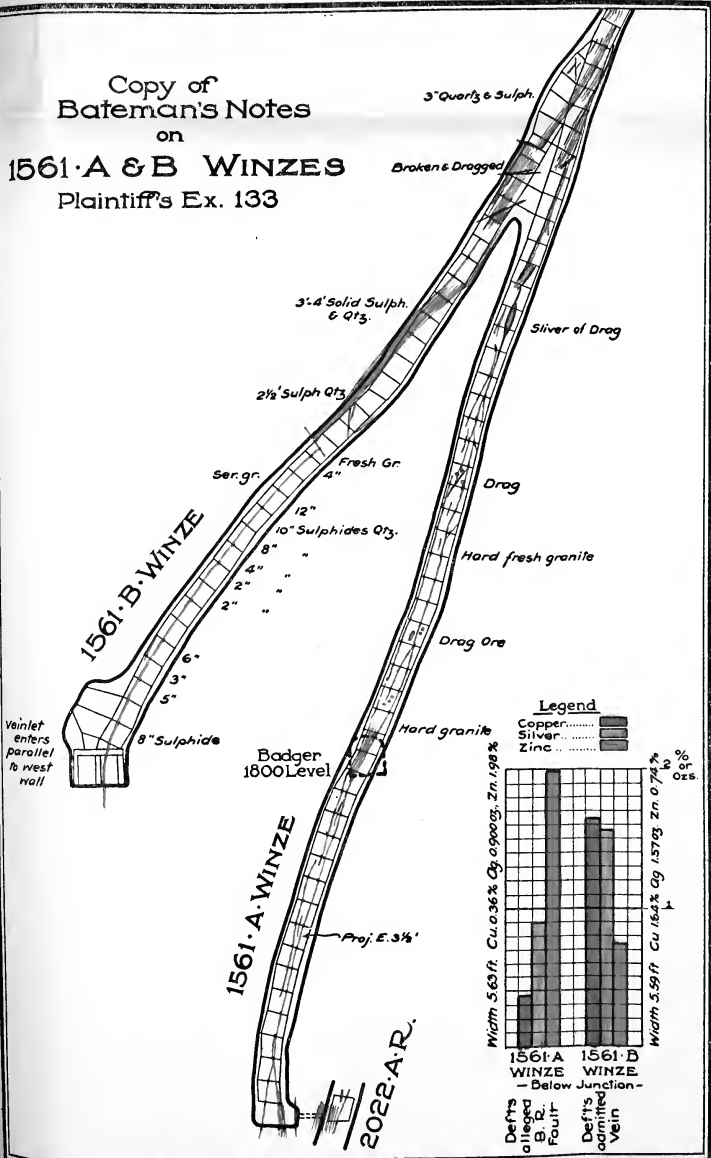 Copy of
Bateman's Notes
on
1561·A & B WINZES
Plaintiff's Ex. 133
3" Quartz & Sulph.
Broken & Dragged
3'-4' Solid Sulph.
& Qtz.
Sliver of Drag
2½' Sulph Qtz
Ser. gr.
Fresh Gr.
4"
Drag
12"
10" Sulphides Qtz.
8" "
4" "
2" "
2" "
Hard fresh granite
1561·B·WINZE
Drag Ore
6"
3"
5"
Veinlet
enters
parallel
to west
wall
8" Sulphide
Hard granite
Badger
1800 Level
1561·A·WINZE
Proj. E. 3½'
2022·A·R.
Legend
Copper
Silver
Zinc
2 % or Ozs.
1
Width 5.63 ft. Cu. 0.36% Ag. 0.900z., Zn. 1.98%
Width 5.59 ft Cu 1.64% Ag 1.57oz. Zn. 0.74%
1561·A
WINZE
1561·B
WINZE
— Below Junction —
Deft's
alleged
B. R.
Fault
Deft's
admitted
Vein